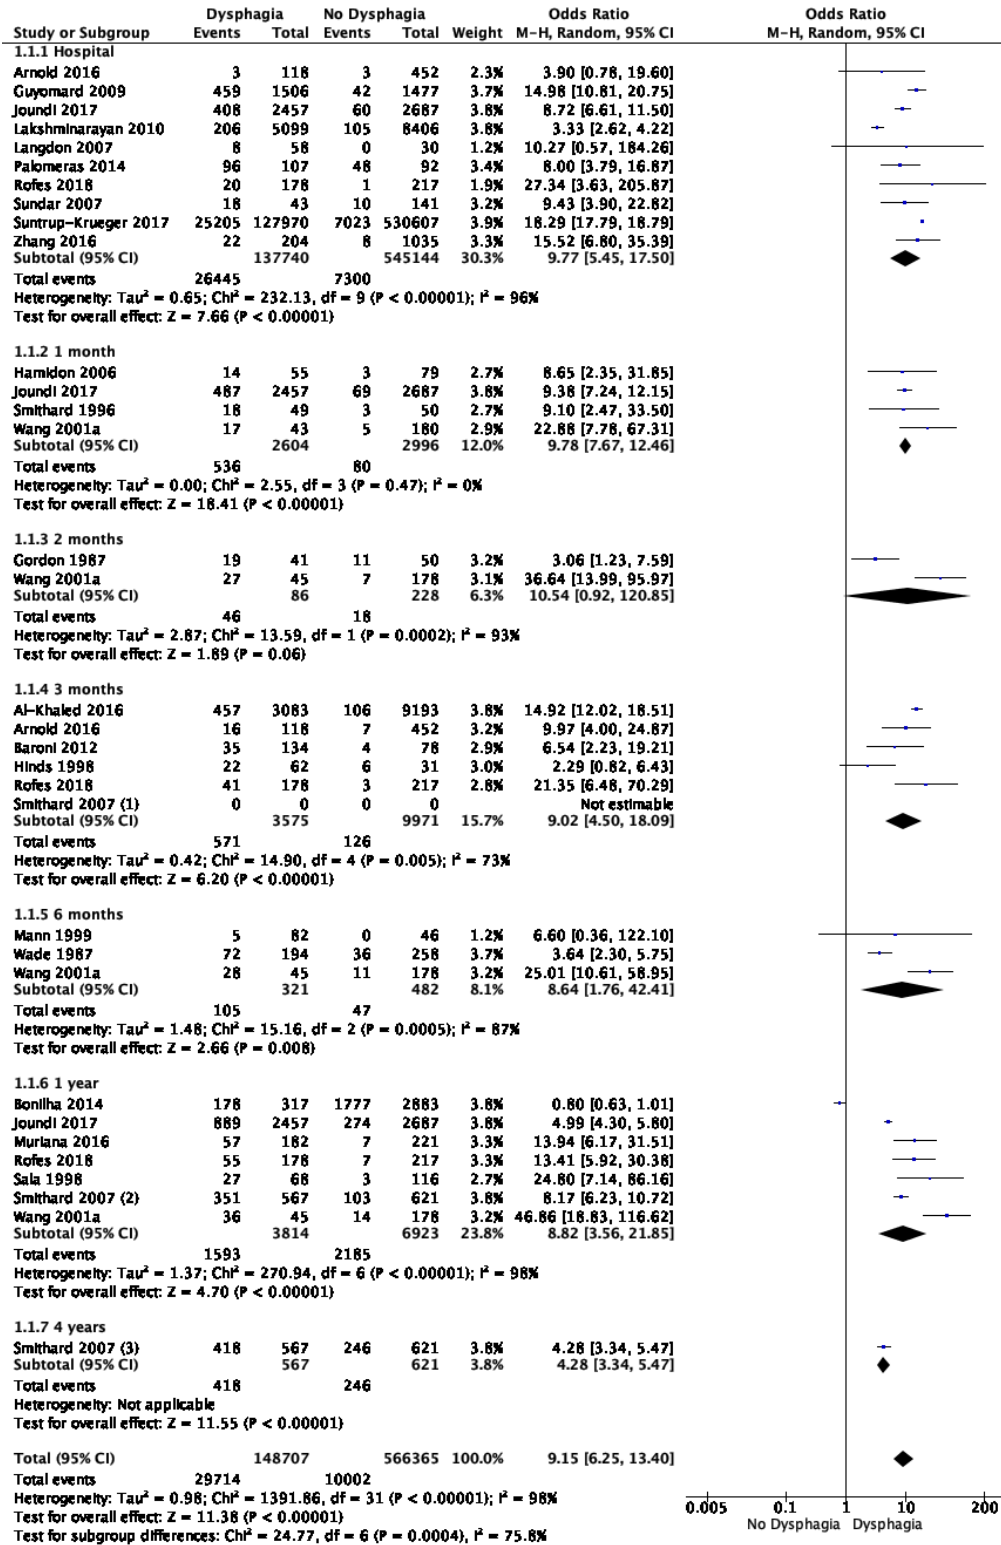 Dysphagia No Dysphagia Odds Ratio Odds Ratio
Study or Subgroup Events Total Events Total Weight M-H, Random, 95% CI M-H, Random, 95% CI
1.1.1 Hospital
Arnold 2016 3 118 3 452 2.3% 3.90 [0.78, 19.60]
Guyomard 2009 459 1506 42 1477 3.7% 14.98 [10.81, 20.75]
Joundi 2017 408 2457 60 2687 3.8% 8.72 [6.61, 11.50]
Lakshminarayan 2010 206 5099 105 8406 3.8% 3.33 [2.62, 4.22]
Langdon 2007 8 58 0 30 1.2% 10.27 [0.57, 184.26]
Palomeras 2014 96 107 48 92 3.4% 8.00 [3.79, 16.87]
Rofes 2018 20 178 1 217 1.9% 27.34 [3.63, 205.87]
Sundar 2007 18 43 10 141 3.2% 9.43 [3.90, 22.82]
Suntrup-Krueger 2017 25205 127970 7023 530607 3.9% 18.29 [17.79, 18.79]
Zhang 2016 22 204 8 1035 3.3% 15.52 [6.80, 35.39]
Subtotal (95% CI) 137740 545144 30.3% 9.77 [5.45, 17.50]
Total events 26445 7300
Heterogeneity: Tau² = 0.65; Chi² = 232.13, df = 9 (P < 0.00001); I² = 96%
Test for overall effect: Z = 7.66 (P < 0.00001)
1.1.2 1 month
Hamidon 2006 14 55 3 79 2.7% 8.65 [2.35, 31.85]
Joundi 2017 487 2457 69 2687 3.8% 9.38 [7.24, 12.15]
Smithard 1996 18 49 3 50 2.7% 9.10 [2.47, 33.50]
Wang 2001a 17 43 5 180 2.9% 22.88 [7.78, 67.31]
Subtotal (95% CI) 2604 2996 12.0% 9.78 [7.67, 12.46]
Total events 536 80
Heterogeneity: Tau² = 0.00; Chi² = 2.55, df = 3 (P = 0.47); I² = 0%
Test for overall effect: Z = 18.41 (P < 0.00001)
1.1.3 2 months
Gordon 1987 19 41 11 50 3.2% 3.06 [1.23, 7.59]
Wang 2001a 27 45 7 178 3.1% 36.64 [13.99, 95.97]
Subtotal (95% CI) 86 228 6.3% 10.54 [0.92, 120.85]
Total events 46 18
Heterogeneity: Tau² = 2.87; Chi² = 13.59, df = 1 (P = 0.0002); I² = 93%
Test for overall effect: Z = 1.89 (P = 0.06)
1.1.4 3 months
Al-Khaled 2016 457 3083 106 9193 3.8% 14.92 [12.02, 18.51]
Arnold 2016 16 118 7 452 3.2% 9.97 [4.00, 24.87]
Baroni 2012 35 134 4 78 2.9% 6.54 [2.23, 19.21]
Hinds 1998 22 62 6 31 3.0% 2.29 [0.82, 6.43]
Rofes 2018 41 178 3 217 2.8% 21.35 [6.48, 70.29]
Smithard 2007 (1) 0 0 0 0 Not estimable
Subtotal (95% CI) 3575 9971 15.7% 9.02 [4.50, 18.09]
Total events 571 126
Heterogeneity: Tau² = 0.42; Chi² = 14.90, df = 4 (P = 0.005); I² = 73%
Test for overall effect: Z = 6.20 (P < 0.00001)
1.1.5 6 months
Mann 1999 5 82 0 46 1.2% 6.60 [0.36, 122.10]
Wade 1987 72 194 36 258 3.7% 3.64 [2.30, 5.75]
Wang 2001a 28 45 11 178 3.2% 25.01 [10.61, 58.95]
Subtotal (95% CI) 321 482 8.1% 8.64 [1.76, 42.41]
Total events 105 47
Heterogeneity: Tau² = 1.48; Chi² = 15.16, df = 2 (P = 0.0005); I² = 87%
Test for overall effect: Z = 2.66 (P = 0.008)
1.1.6 1 year
Bonilha 2014 178 317 1777 2883 3.8% 0.80 [0.63, 1.01]
Joundi 2017 889 2457 274 2687 3.8% 4.99 [4.30, 5.80]
Muriana 2016 57 182 7 221 3.3% 13.94 [6.17, 31.51]
Rofes 2018 55 178 7 217 3.3% 13.41 [5.92, 30.38]
Sala 1998 27 68 3 116 2.7% 24.80 [7.14, 86.16]
Smithard 2007 (2) 351 567 103 621 3.8% 8.17 [6.23, 10.72]
Wang 2001a 36 45 14 178 3.2% 46.86 [18.83, 116.62]
Subtotal (95% CI) 3814 6923 23.8% 8.82 [3.56, 21.85]
Total events 1593 2185
Heterogeneity: Tau² = 1.37; Chi² = 270.94, df = 6 (P < 0.00001); I² = 98%
Test for overall effect: Z = 4.70 (P < 0.00001)
1.1.7 4 years
Smithard 2007 (3) 418 567 246 621 3.8% 4.28 [3.34, 5.47]
Subtotal (95% CI) 567 621 3.8% 4.28 [3.34, 5.47]
Total events 418 246
Heterogeneity: Not applicable
Test for overall effect: Z = 11.55 (P < 0.00001)
Total (95% CI) 148707 566365 100.0% 9.15 [6.25, 13.40]
Total events 29714 10002
Heterogeneity: Tau² = 0.98; Chi² = 1391.86, df = 31 (P < 0.00001); I² = 98%
Test for overall effect: Z = 11.38 (P < 0.00001)
Test for subgroup differences: Chi² = 24.77, df = 6 (P = 0.0004), I² = 75.8%
0.005 0.1 1 10 200
No Dysphagia Dysphagia